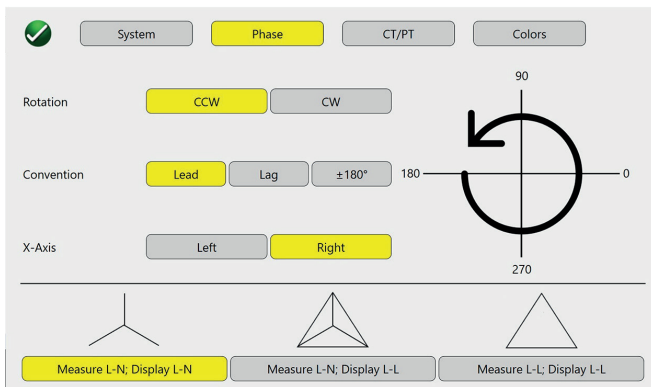 System Phase CT/PT Colors
90
Rotation CCW CW
Convention Lead Lag ±180° 180 0
X-Axis Left Right
270
Measure L-N; Display L-N Measure L-N; Display L-L Measure L-L; Display L-L